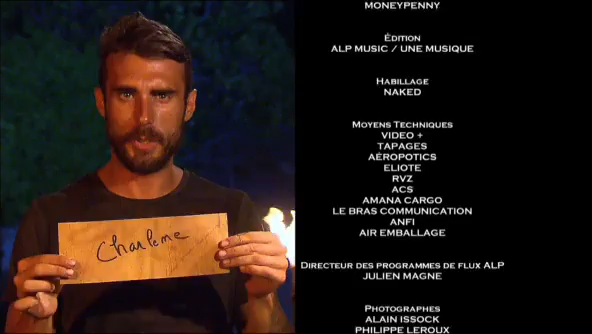 Charlene
MONEYPENNY
ÉDITION
ALP MUSIC / UNE MUSIQUE
HABILLAGE
NAKED
MOYENS TECHNIQUES
VIDEO +
TAPAGES
AÉROPOTICS
ELIOTE
RVZ
ACS
AMANA CARGO
LE BRAS COMMUNICATION
ANFI
AIR EMBALLAGE
DIRECTEUR DES PROGRAMMES DE FLUX ALP
JULIEN MAGNE
PHOTOGRAPHES
ALAIN ISSOCK
PHILIPPE LEROUX